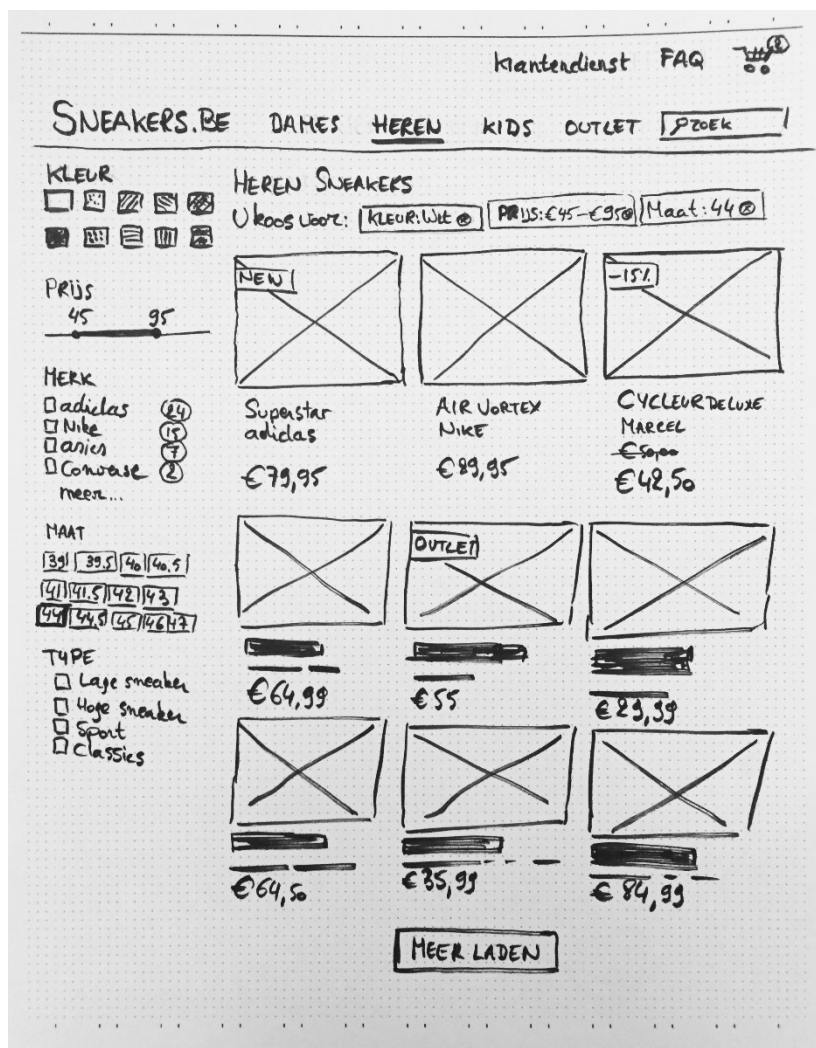 Klantendienst FAQ 2
SNEAKERS.BE DAMES HEREN KIDS OUTLET ZOEK
KLEUR
PRIJS
45 95
MERK
adidas 24
Nike 15
asics 7
Converse 2
meer...
MAAT
39 39.5 40 40.5
41 41.5 42 43
44 44.5 45 46 47
TYPE
Lage sneaker
Hoge sneaker
Sport
Classics
HEREN SNEAKERS
U koos voor: KLEUR: Wit PRIJS: €45-€95 Maat: 44
NEW
Superstar
adidas
€79,95
AIR VORTEX
NIKE
€89,95
-15%
CYCLEUR DE LUXE
MARCEL
€50,00
€42,50
€64,99
OUTLET
€55
€29,99
€64,50
€35,99
€84,99
MEER LADEN